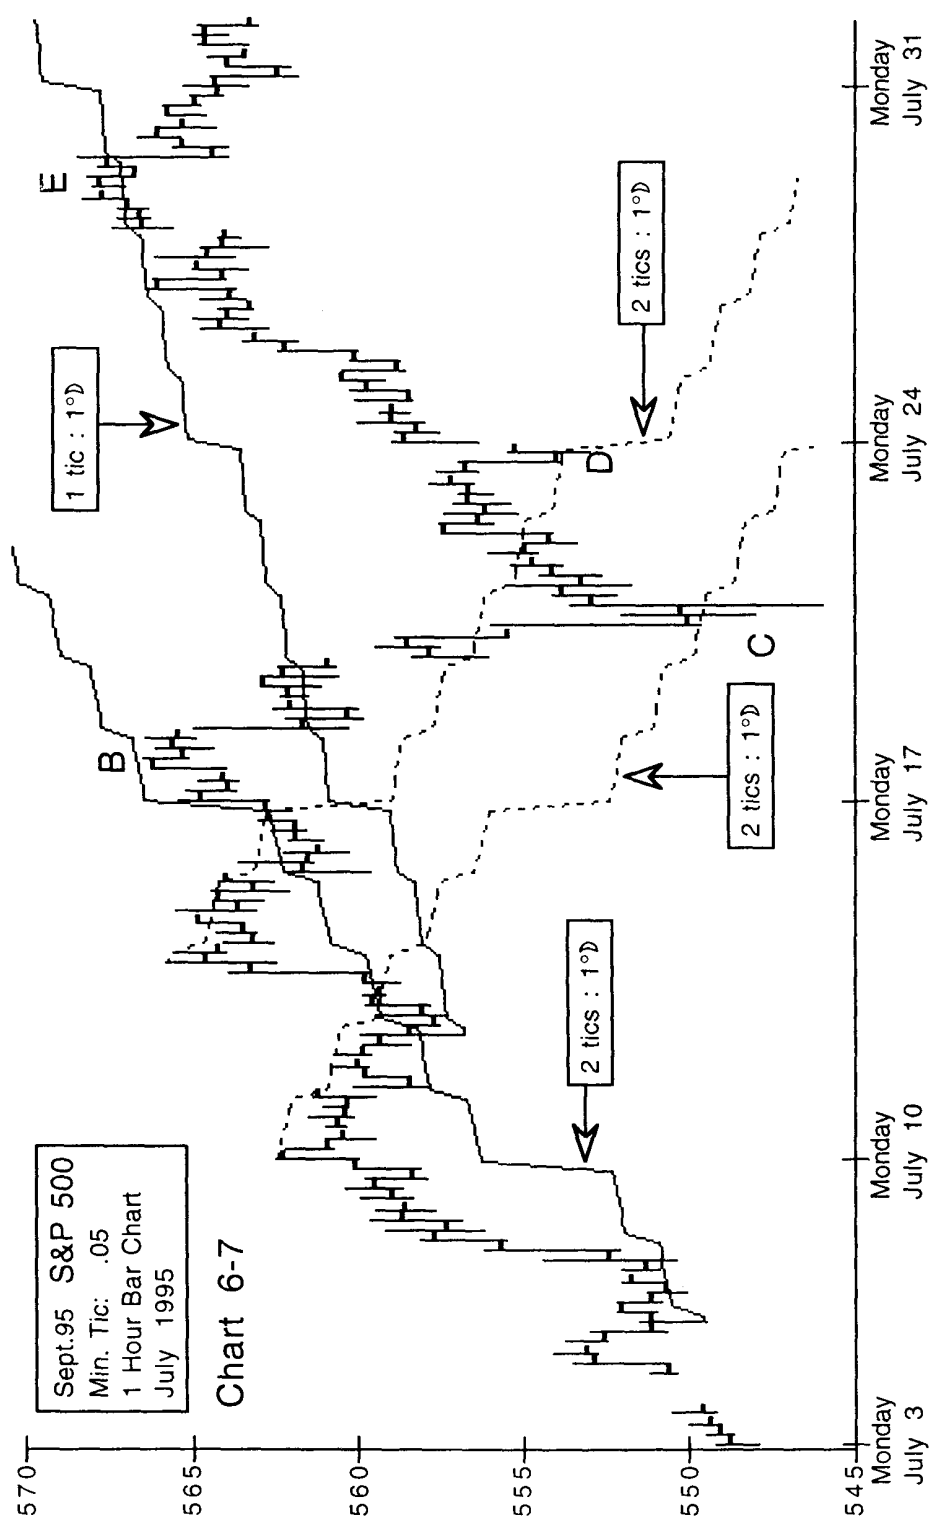 Sept.95 S&P 500
Min. Tic: .05
1 Hour Bar Chart
July 1995
Chart 6-7
570
565
560
555
550
545
B
E
C
D
1 tic : 1°☽
2 tics : 1°☽
2 tics : 1°☽
2 tics : 1°☽
Monday
July 3
Monday
July 10
Monday
July 17
Monday
July 24
Monday
July 31